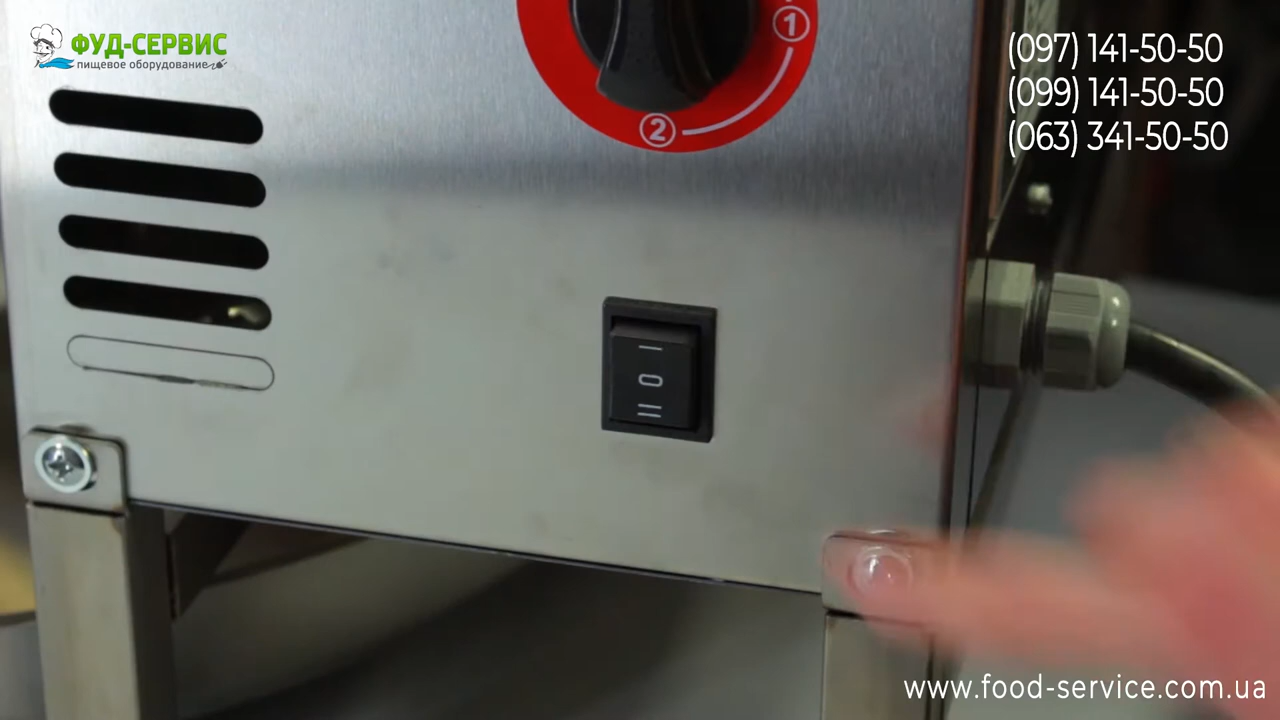 ФУД-СЕРВИС
пищевое оборудование
(097) 141-50-50
(099) 141-50-50
(063) 341-50-50
1
2
I
0
II
www.food-service.com.ua